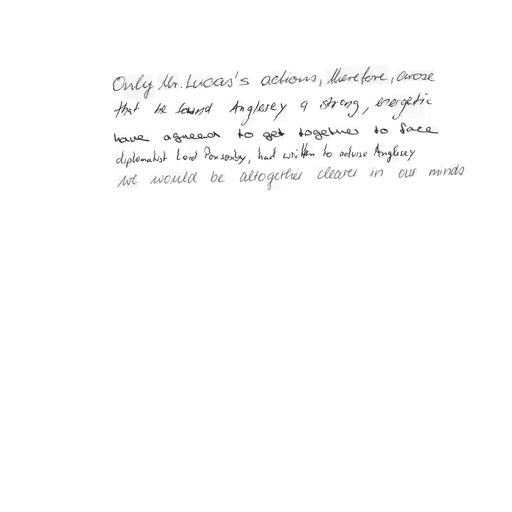 Only Mr. Lucas's actions, therefore, arose
that he found Anglesey a strong, energetic
have agreed to get together to face
diplomatist Lord Ponsonby, had written to advise Anglesey
we would be altogether clearer in our minds